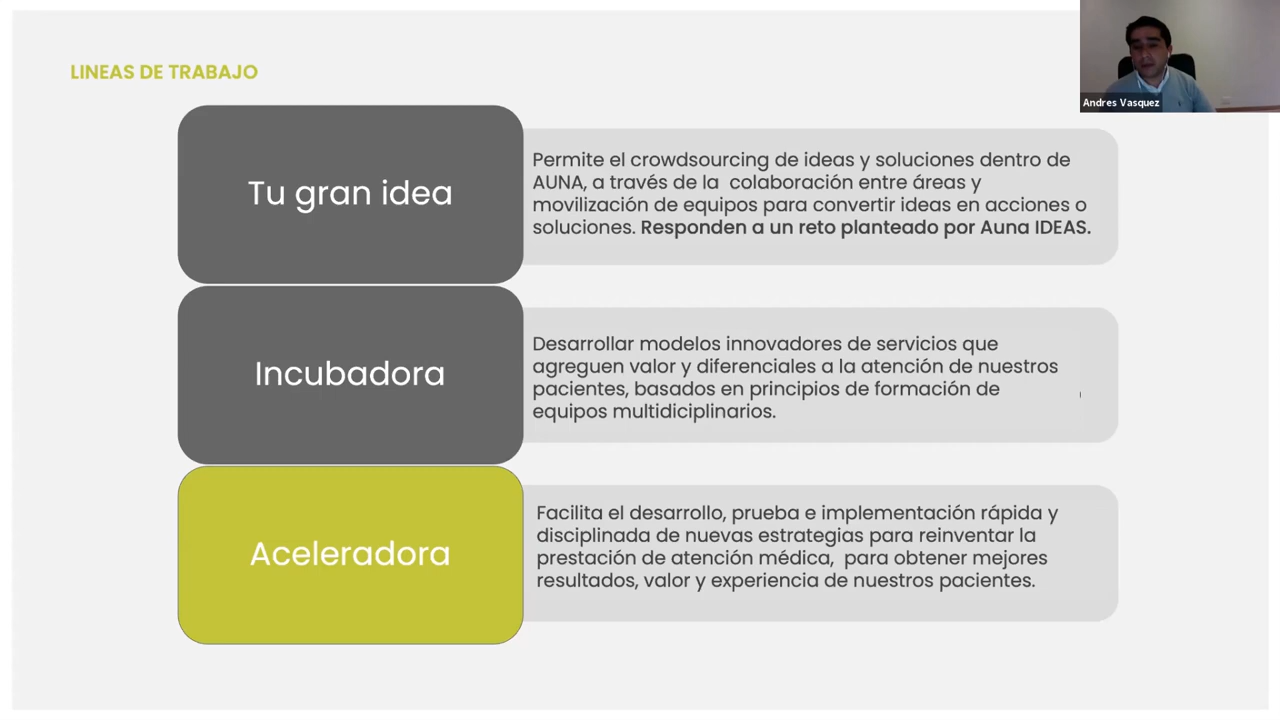 LINEAS DE TRABAJO
Andres Vasquez
Tu gran idea
Permite el crowdsourcing de ideas y soluciones dentro de
AUNA, a través de la colaboración entre áreas y
movilización de equipos para convertir ideas en acciones o
soluciones. Responden a un reto planteado por Auna IDEAS.
Incubadora
Desarrollar modelos innovadores de servicios que
agreguen valor y diferenciales a la atención de nuestros
pacientes, basados en principios de formación de
equipos multidiciplinarios.
Aceleradora
Facilita el desarrollo, prueba e implementación rápida y
disciplinada de nuevas estrategias para reinventar la
prestación de atención médica, para obtener mejores
resultados, valor y experiencia de nuestros pacientes.